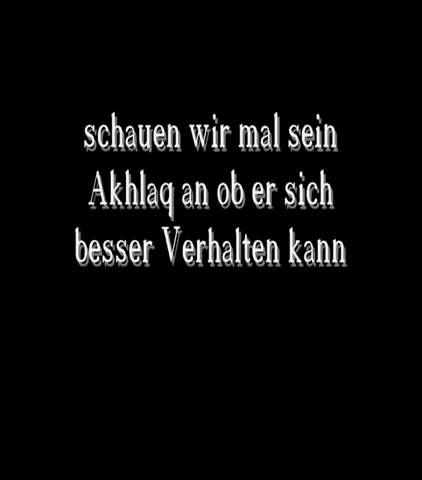 schauen wir mal sein
Akhlaq an ob er sich
besser Verhalten kann